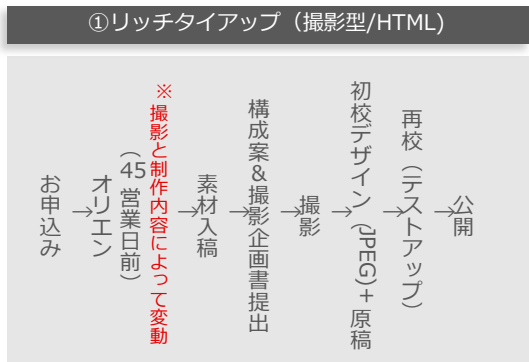 ①リッチタイアップ（撮影型/HTML)
お申込み
→
オリエン
（45営業日前）
※撮影と制作内容によって変動
→
素材入稿
→
構成案&撮影企画書提出
→
撮影
→
初校デザイン（JPEG)＋原稿
→
再校（テストアップ）
→
公開